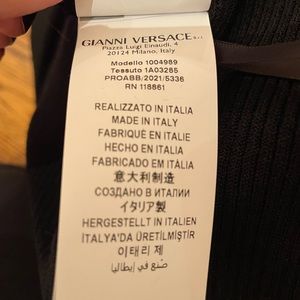 GIANNI VERSACE S.r.l.
Piazza Luigi Einaudi, 4
20124 Milano, Italy
Modello 1004989
Tessuto 1A03285
PROABB/2021/5336
RN 118861
REALIZZATO IN ITALIA
MADE IN ITALY
FABRIQUÉ EN ITALIE
HECHO EN ITALIA
FABRICADO EM ITÁLIA
意大利制造
СОЗДАНО В ИТАЛИИ
イタリア製
HERGESTELLT IN ITALIEN
İTALYA'DA ÜRETİLMİŞTİR
이태리 제
صنع في إيطاليا